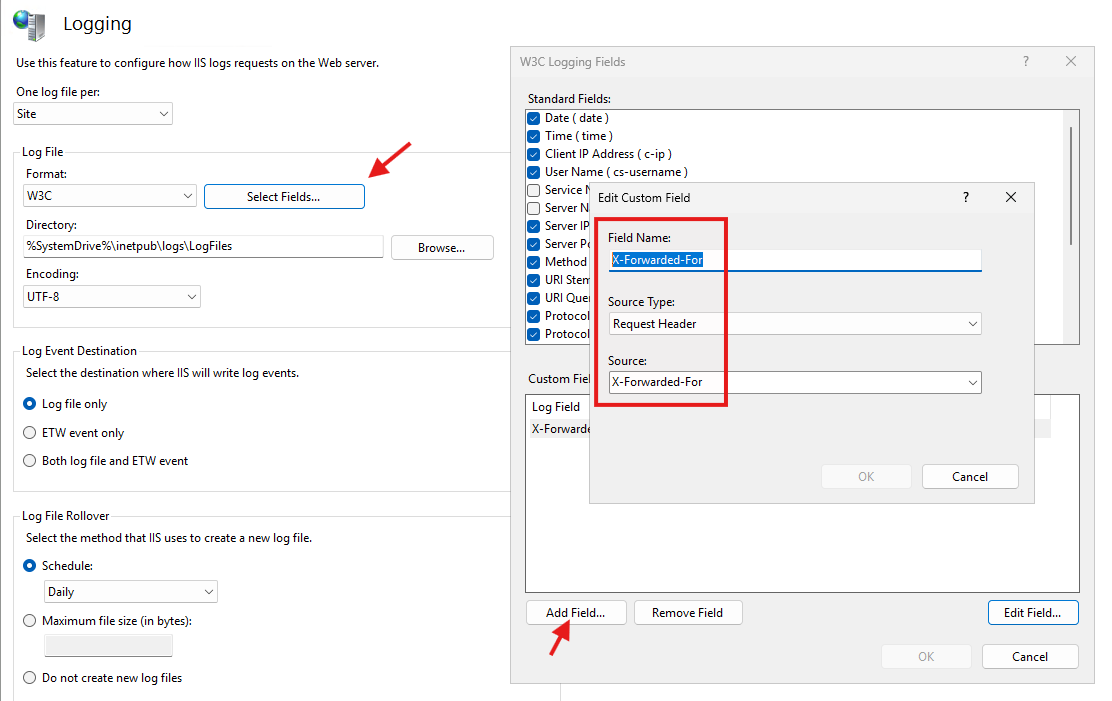 Logging
Use this feature to configure how IIS logs requests on the Web server.
One log file per:
Site
Log File
Format:
W3C
Select Fields...
Directory:
%SystemDrive%\inetpub\logs\LogFiles
Browse...
Encoding:
UTF-8
Log Event Destination
Select the destination where IIS will write log events.
Log file only
ETW event only
Both log file and ETW event
Log File Rollover
Select the method that IIS uses to create a new log file.
Schedule:
Daily
Maximum file size (in bytes):
Do not create new log files
W3C Logging Fields
?
Standard Fields:
Date ( date )
Time ( time )
Client IP Address ( c-ip )
User Name ( cs-username )
Service N
Server N
Server IP
Server Po
Method
URI Stem
URI Quer
Protocol
Protocol
Custom Fiel
Log Field
X-Forwarde
Add Field...
Remove Field
Edit Field...
OK
Cancel
Edit Custom Field
?
Field Name:
X-Forwarded-For
Source Type:
Request Header
Source:
X-Forwarded-For
OK
Cancel